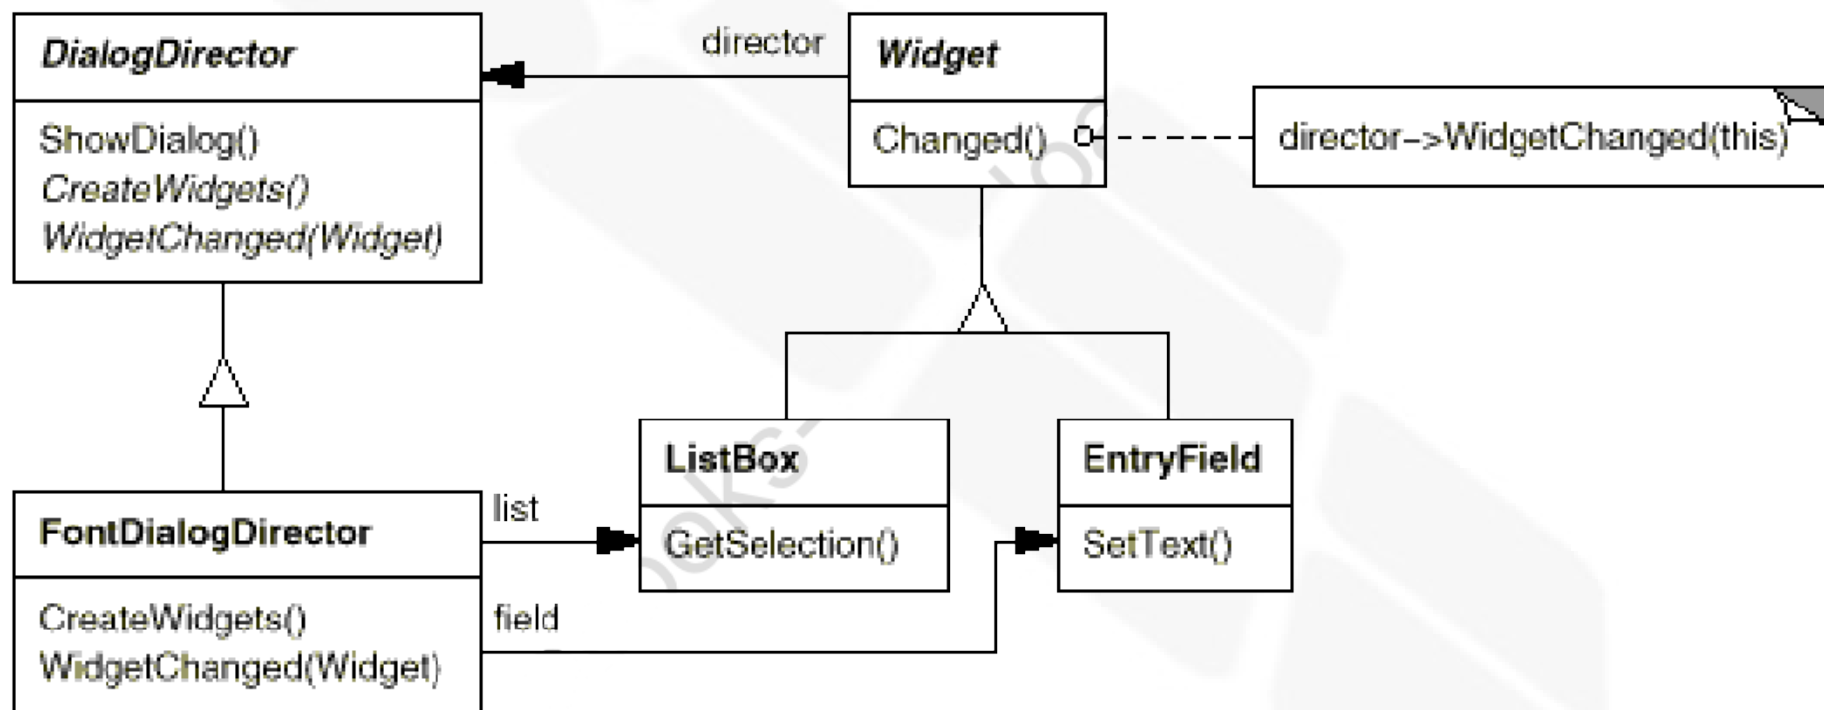 DialogDirector
ShowDialog()
CreateWidgets()
WidgetChanged(Widget)
director
Widget
Changed()
director–>WidgetChanged(this)
FontDialogDirector
CreateWidgets()
WidgetChanged(Widget)
list
field
ListBox
GetSelection()
EntryField
SetText()